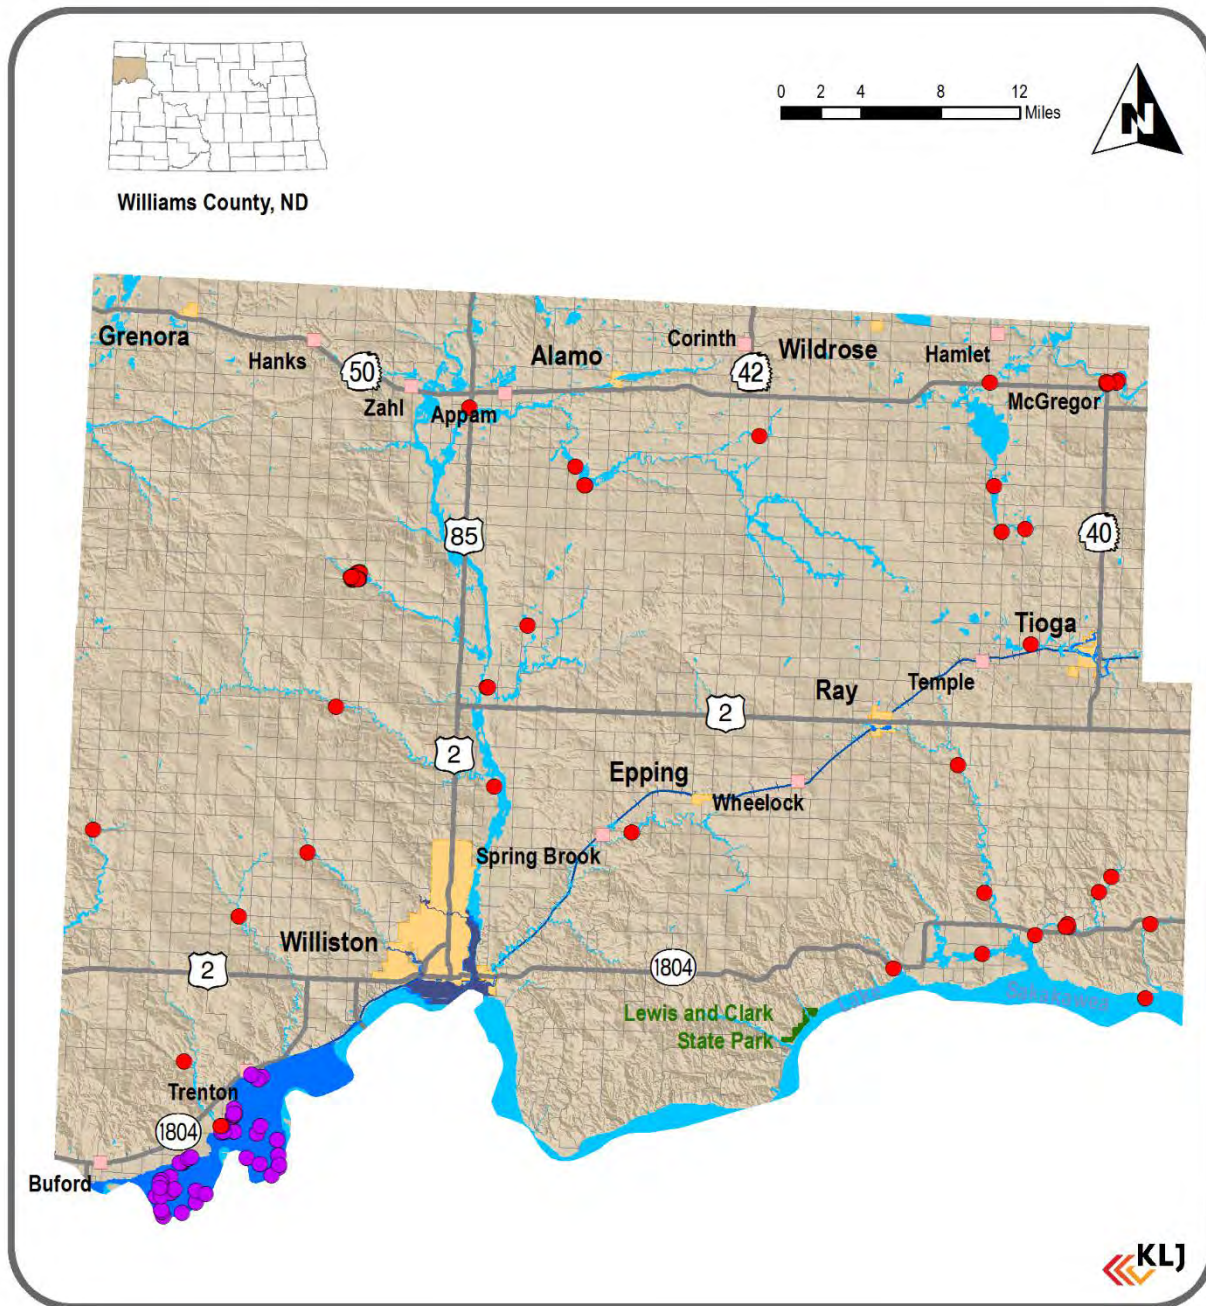 Williams County, ND
0 2 4 8 12
Miles
N
Grenora
Hanks
50
Zahl
Appam
Alamo
Corinth
42
Wildrose
Hamlet
McGregor
85
40
Tioga
Temple
Ray
2
2
Epping
Wheelock
Spring Brook
Williston
2
1804
Lewis and Clark
State Park
Lake Sakakawea
Trenton
1804
Buford
KLJ